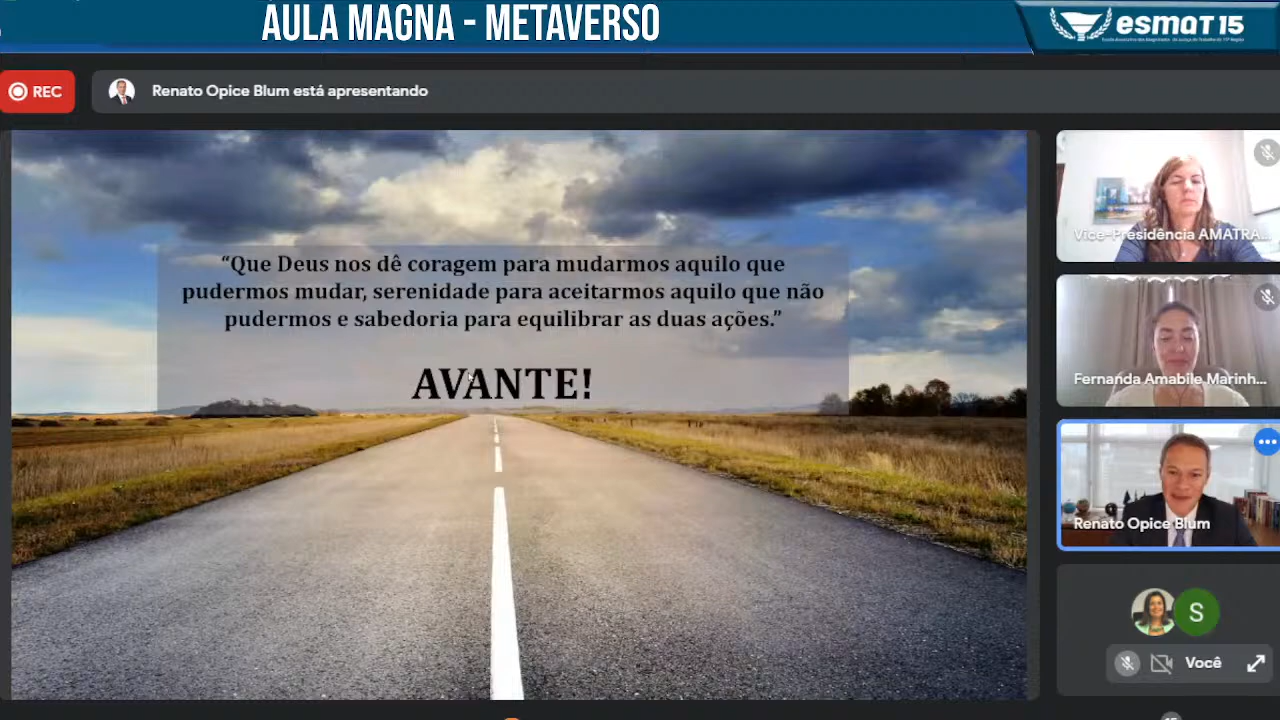 AULA MAGNA - METAVERSO
esmat 15
REC
Renato Opice Blum está apresentando
“Que Deus nos dê coragem para mudarmos aquilo que
pudermos mudar, serenidade para aceitarmos aquilo que não
pudermos e sabedoria para equilibrar as duas ações.”
AVANTE!
Vice-Presidência AMATRA...
Fernanda Amabile Marinh...
Renato Opice Blum
S
Você